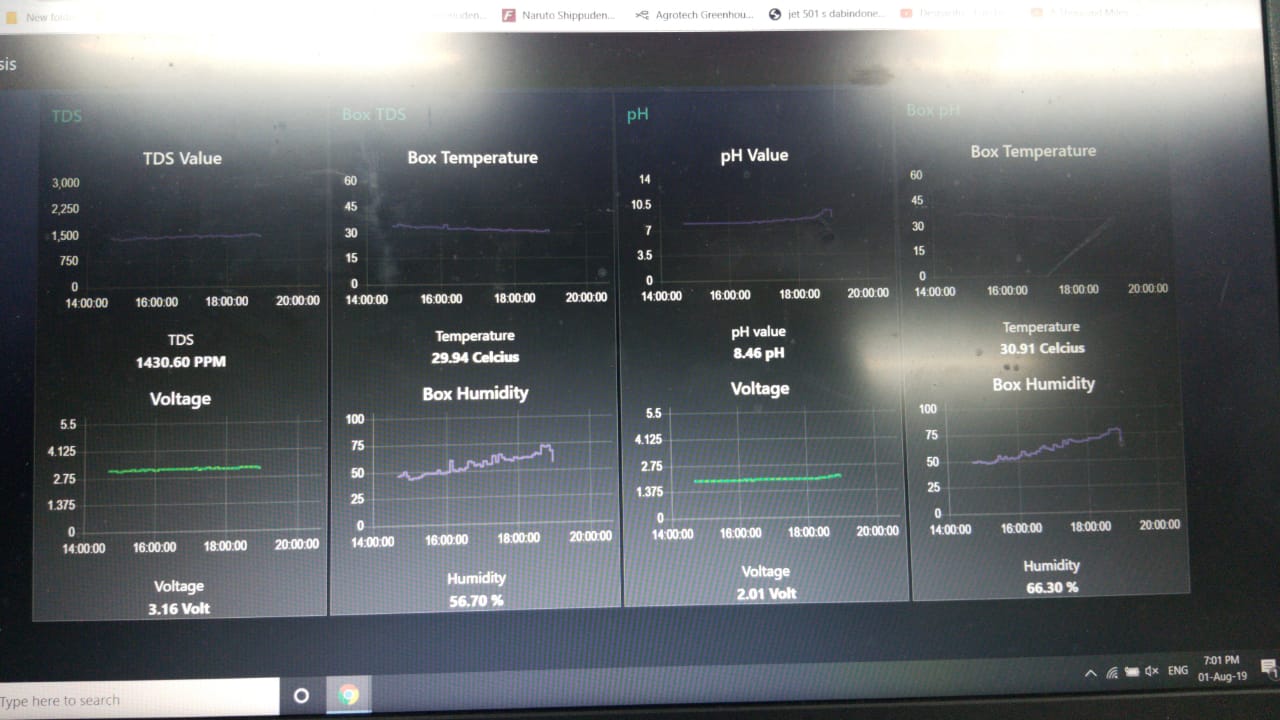 New folde
Naruto Shippuden...
Agrotech Greenhou...
jet 501 s dabindone...
sis
TDS
TDS Value
3,000
2,250
1,500
750
0
14:00:00 16:00:00 18:00:00 20:00:00
TDS
1430.60 PPM
Voltage
5.5
4.125
2.75
1.375
0
14:00:00 16:00:00 18:00:00 20:00:00
Voltage
3.16 Volt
Box TDS
Box Temperature
60
45
30
15
0
14:00:00 16:00:00 18:00:00 20:00:00
Temperature
29.94 Celcius
Box Humidity
100
75
50
25
0
14:00:00 16:00:00 18:00:00 20:00:00
Humidity
56.70 %
pH
pH Value
14
10.5
7
3.5
0
14:00:00 16:00:00 18:00:00 20:00:00
pH value
8.46 pH
Voltage
5.5
4.125
2.75
1.375
0
14:00:00 16:00:00 18:00:00 20:00:00
Voltage
2.01 Volt
Box pH
Box Temperature
60
45
30
15
0
14:00:00 16:00:00 18:00:00 20:00:00
Temperature
30.91 Celcius
Box Humidity
100
75
50
25
0
14:00:00 16:00:00 18:00:00 20:00:00
Humidity
66.30 %
Type here to search
ENG
7:01 PM
01-Aug-19
1